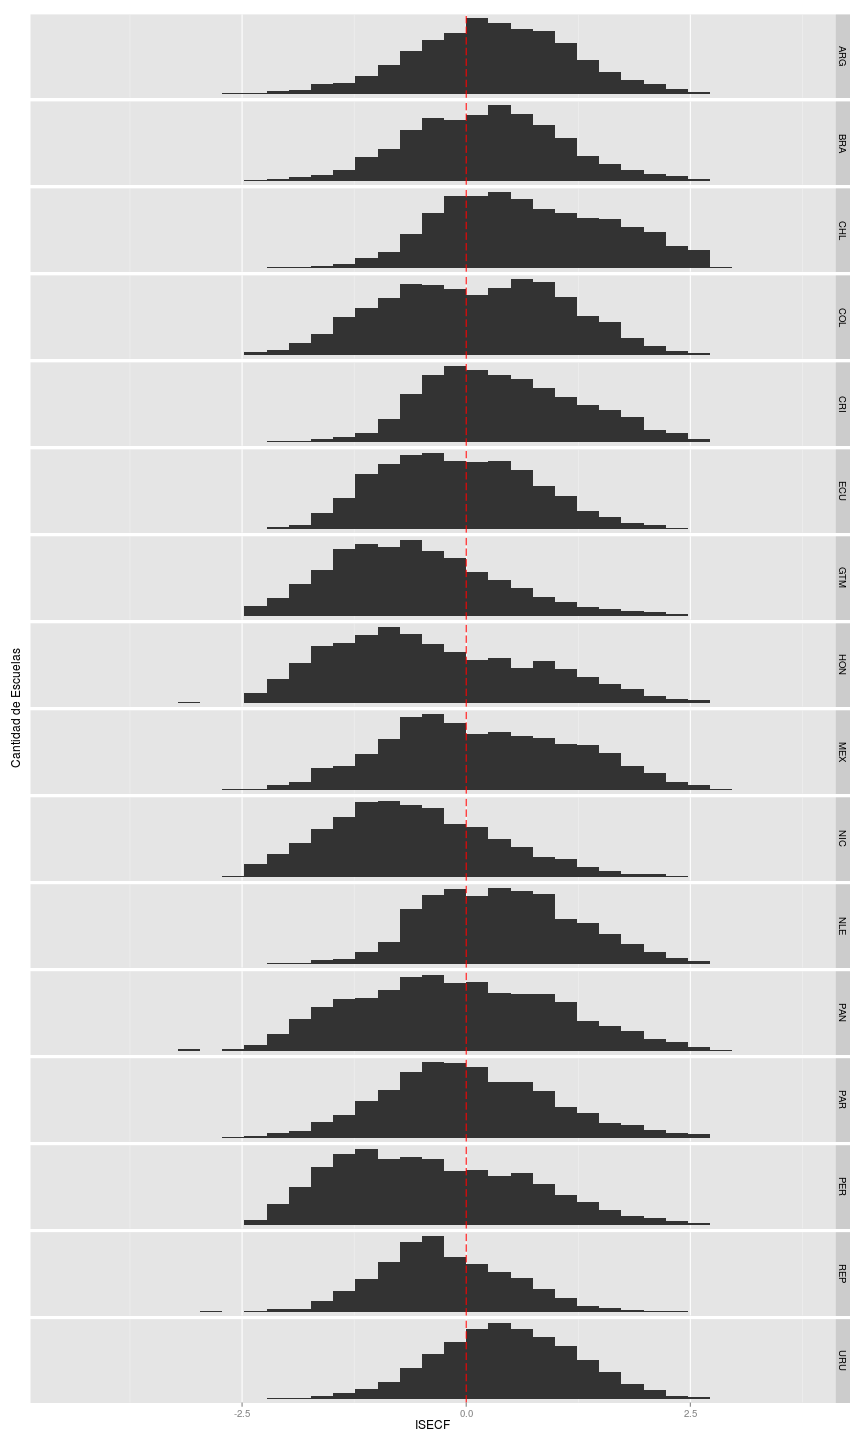 ARG
BRA
CHL
COL
CRI
ECU
GTM
HON
MEX
NIC
NLE
PAN
PAR
PER
REP
URU
Cantidad de Escuelas
-2.5 0.0 2.5
ISECF